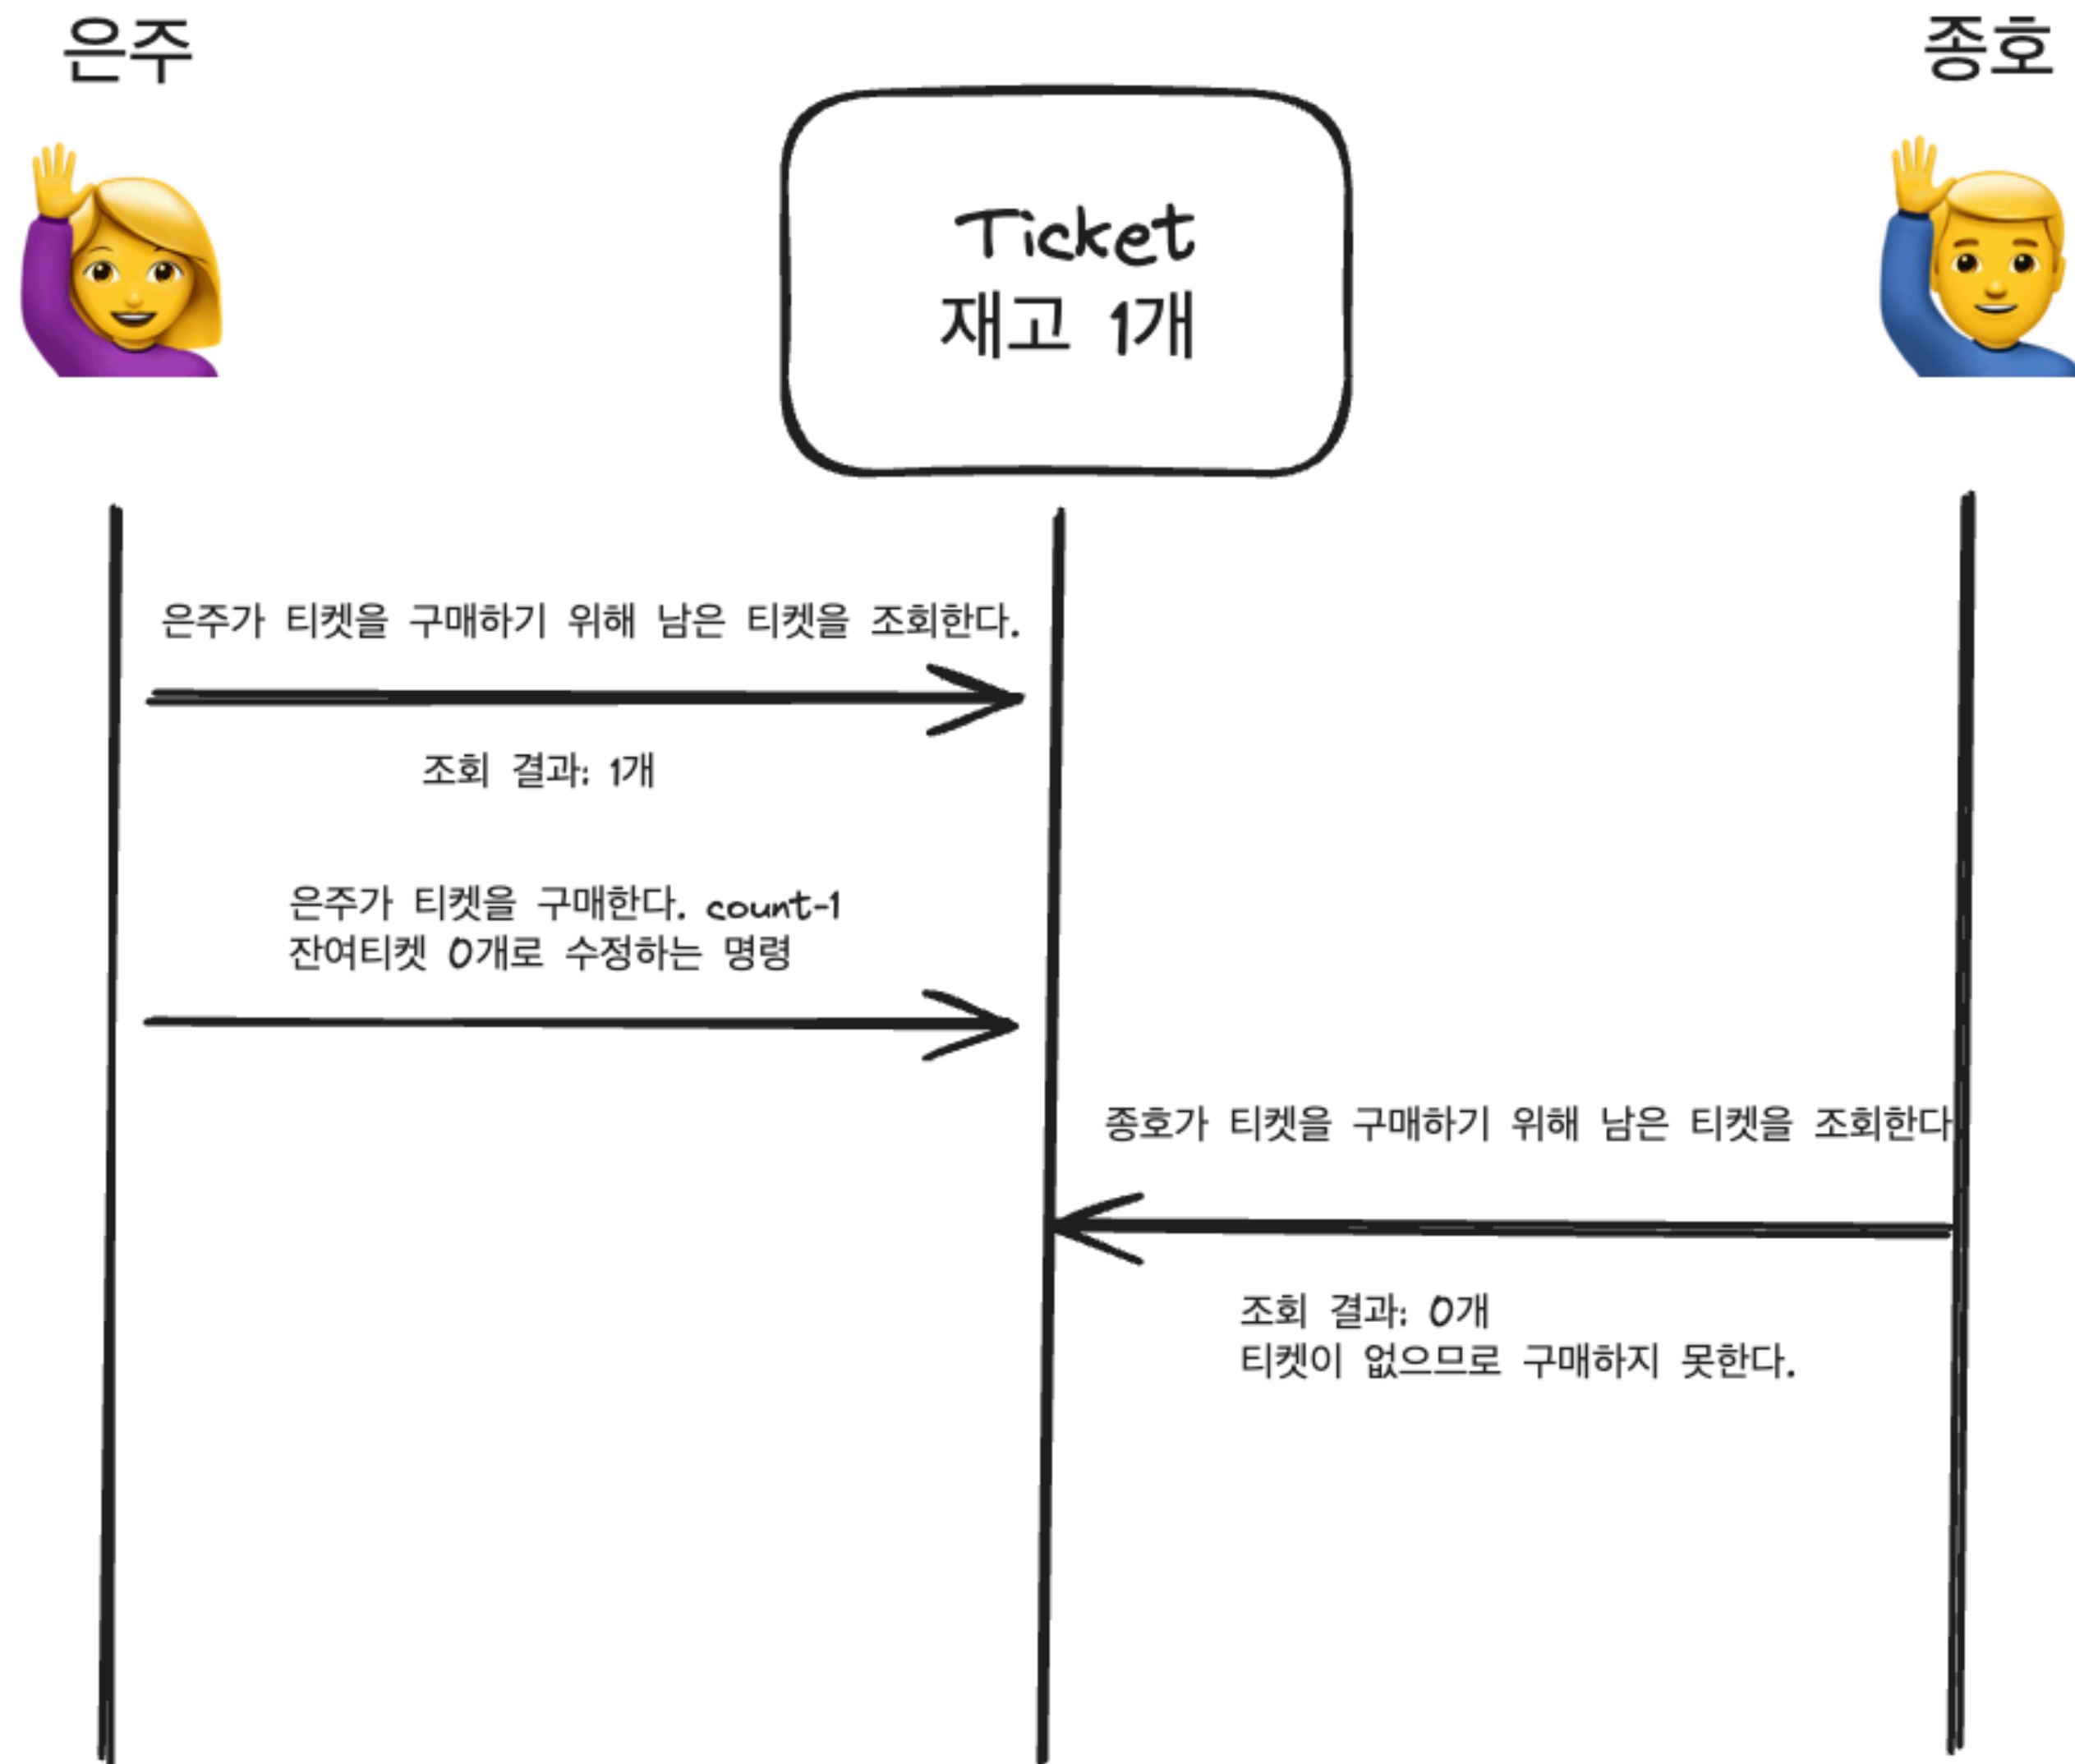 은주
종호
Ticket
재고 1개
은주가 티켓을 구매하기 위해 남은 티켓을 조회한다.
조회 결과: 1개
은주가 티켓을 구매한다. count-1
잔여티켓 0개로 수정하는 명령
종호가 티켓을 구매하기 위해 남은 티켓을 조회한다
조회 결과: 0개
티켓이 없으므로 구매하지 못한다.